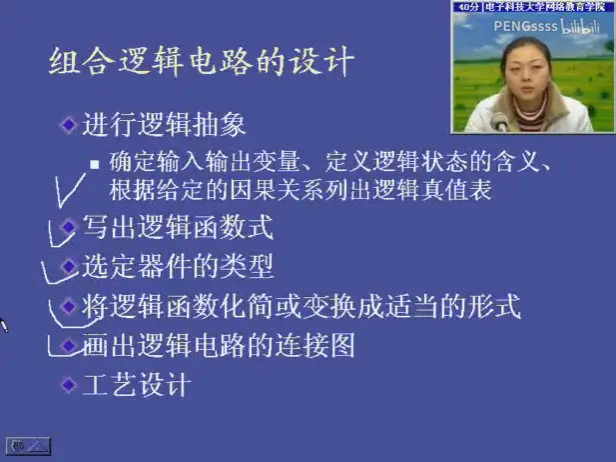 40分|电子科技大学网络教育学院
PENGssss bilibili
组合逻辑电路的设计
进行逻辑抽象
确定输入输出变量、定义逻辑状态的含义、
根据给定的因果关系列出逻辑真值表
写出逻辑函数式
选定器件的类型
将逻辑函数化简或变换成适当的形式
画出逻辑电路的连接图
工艺设计